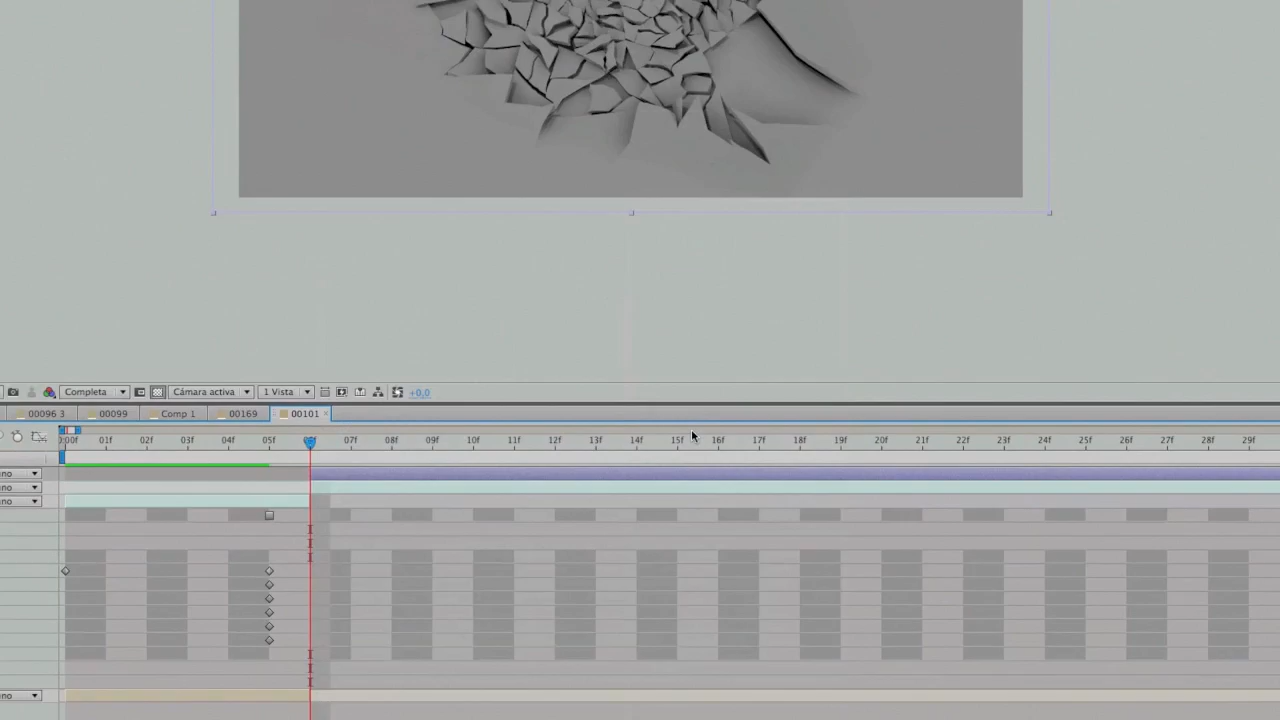 Completa Cámara activa 1 Vista +0,0
00096 3 00099 Comp 1 00169 00101
0:00f 01f 02f 03f 04f 05f 07f 08f 09f 10f 11f 12f 13f 14f 15f 16f 17f 18f 19f 20f 21f 22f 23f 24f 25f 26f 27f 28f 29f